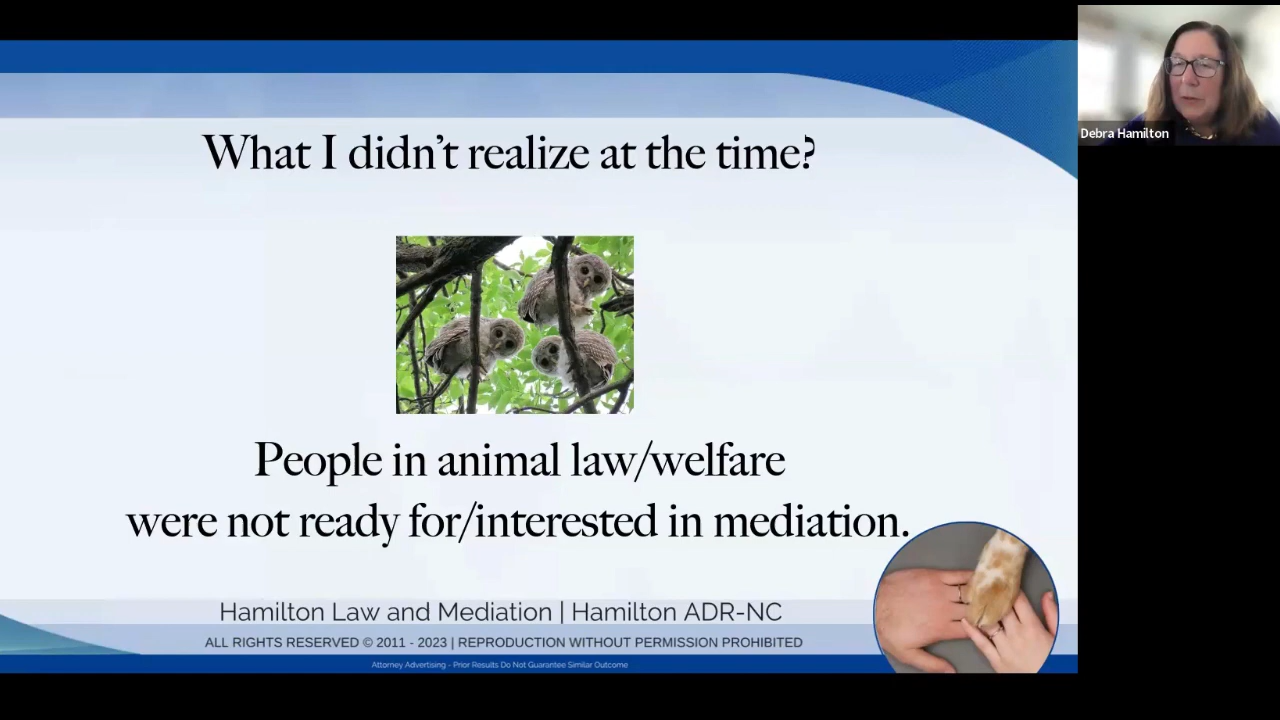 What I didn’t realize at the time?
People in animal law/welfare
were not ready for/interested in mediation.
Hamilton Law and Mediation | Hamilton ADR-NC
ALL RIGHTS RESERVED © 2011 - 2023 | REPRODUCTION WITHOUT PERMISSION PROHIBITED
Attorney Advertising - Prior Results Do Not Guarantee Similar Outcome
Debra Hamilton